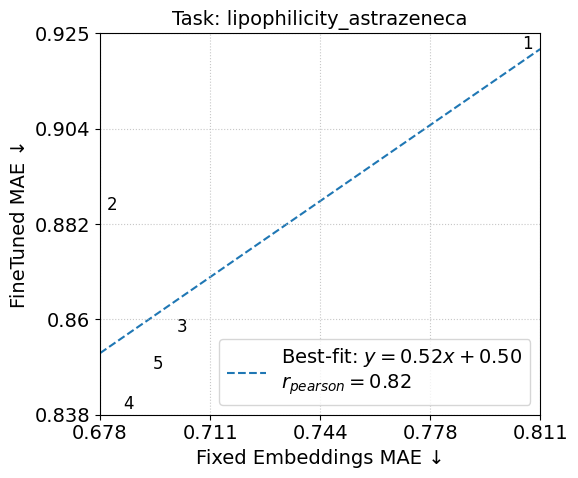 Task: lipophilicity_astrazeneca
FineTuned MAE ↓
0.925
0.904
0.882
0.86
0.838
1
2
3
5
4
Best-fit: y = 0.52x + 0.50
r_pearson = 0.82
0.678 0.711 0.744 0.778 0.811
Fixed Embeddings MAE ↓